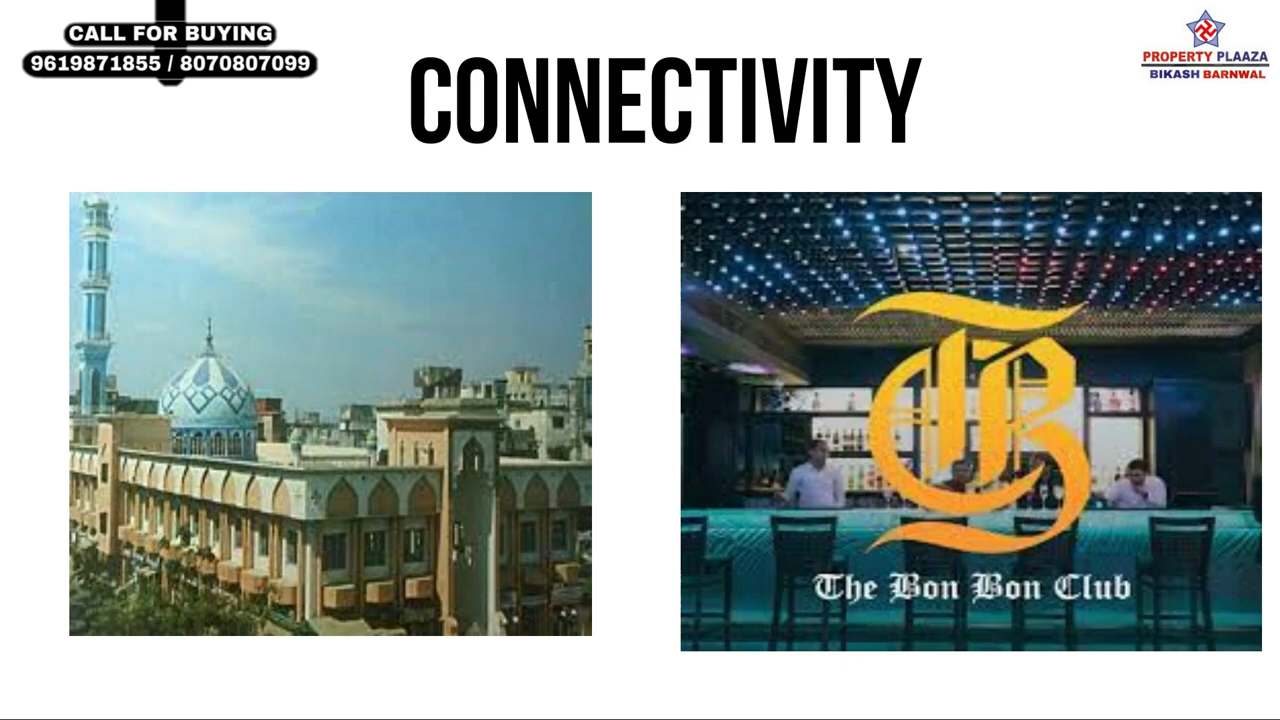 CALL FOR BUYING
9619871855 / 8070807099
PROPERTY PLAAZA
BIKASH BARNWAL
CONNECTIVITY
The Bon Bon Club